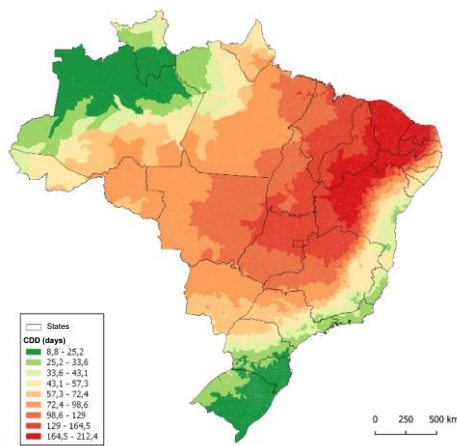 States
CDD (days)
8,8 - 25,2
25,2 - 33,6
33,6 - 43,1
43,1 - 57,3
57,3 - 72,4
72,4 - 98,6
98,6 - 129
129 - 164,5
164,5 - 212,4
0 250 500 km